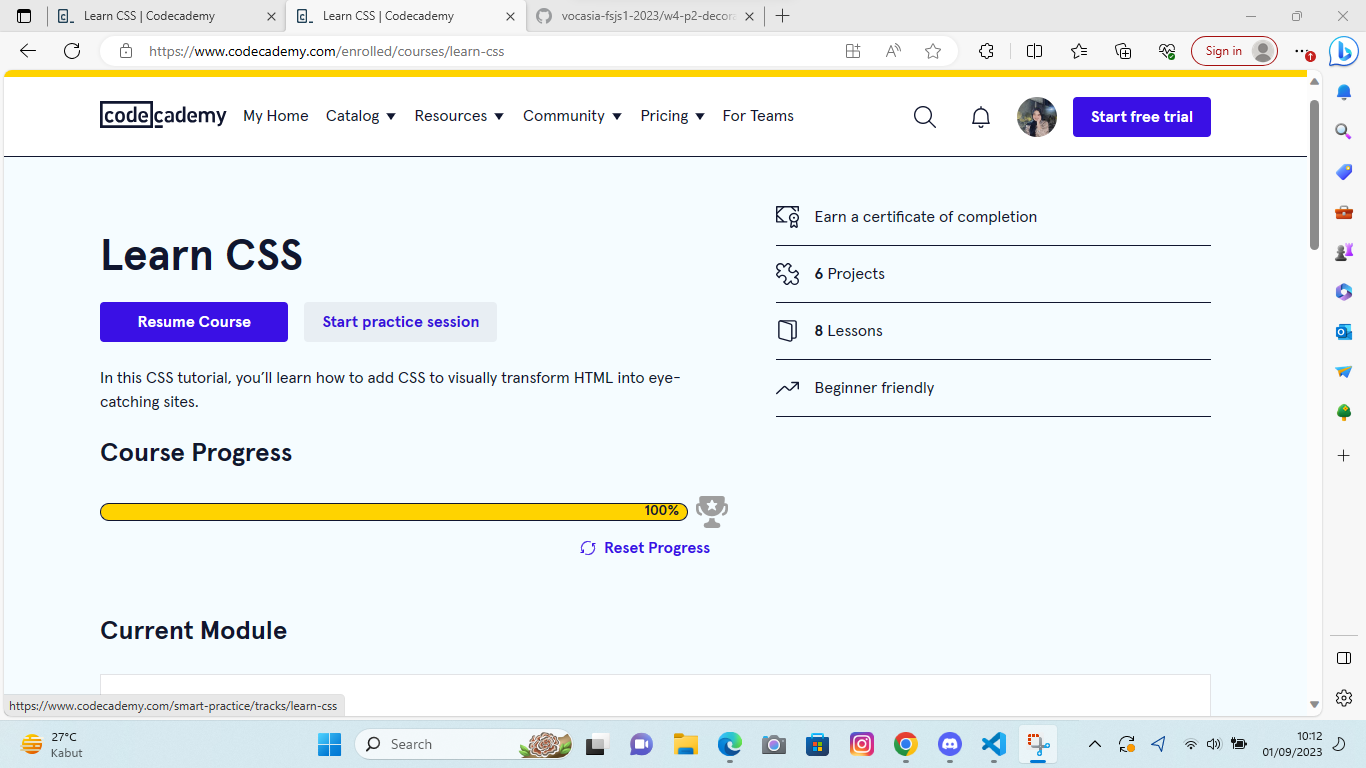 Learn CSS | Codecademy
Learn CSS | Codecademy
vocasia-fsjs1-2023/w4-p2-decora
https://www.codecademy.com/enrolled/courses/learn-css
Sign in
codecademy
My Home
Catalog
Resources
Community
Pricing
For Teams
Start free trial
Learn CSS
Resume Course
Start practice session
In this CSS tutorial, you’ll learn how to add CSS to visually transform HTML into eye-
catching sites.
Earn a certificate of completion
6 Projects
8 Lessons
Beginner friendly
Course Progress
100%
Reset Progress
Current Module
https://www.codecademy.com/smart-practice/tracks/learn-css
27°C
Kabut
Search
10:12
01/09/2023